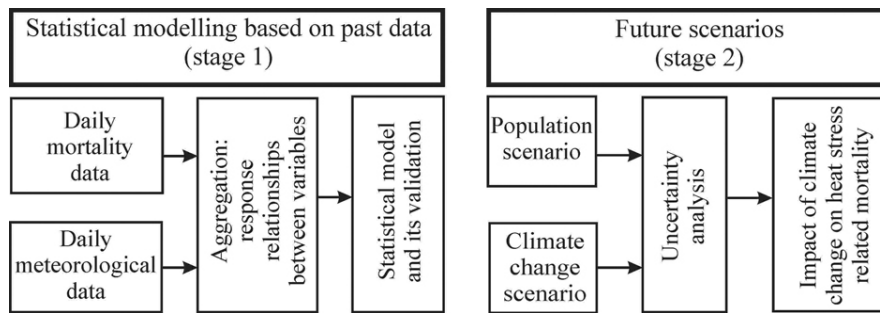 Statistical modelling based on past data
(stage 1)
Daily
mortality
data
Daily
meteorological
data
Aggregation:
response
relationships
between variables
Statistical model
and its validation
Future scenarios
(stage 2)
Population
scenario
Climate
change
scenario
Uncertainty
analysis
Impact of climate
change on heat stress
related mortality